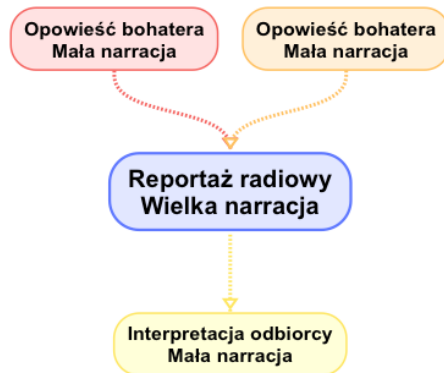 Opowieść bohatera
Mała narracja
Opowieść bohatera
Mała narracja
Reportaż radiowy
Wielka narracja
Interpretacja odbiorcy
Mała narracja